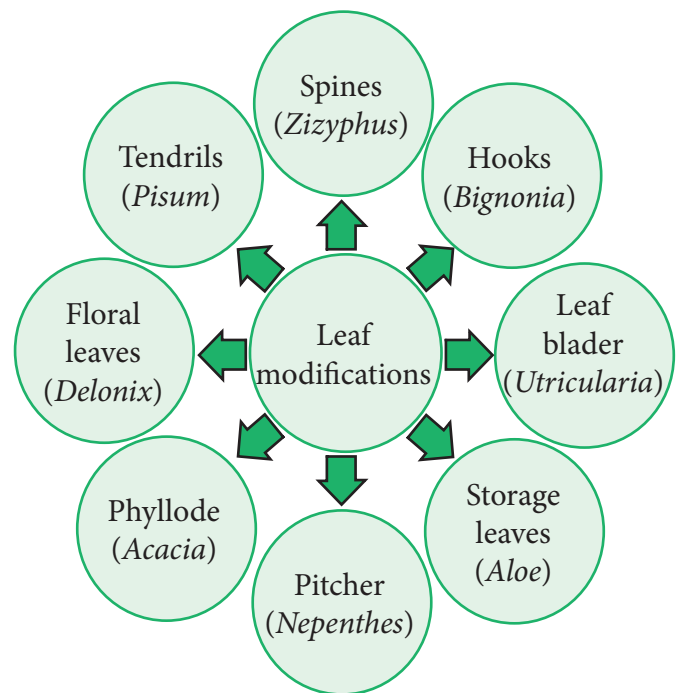 Spines
(Zizyphus)
Hooks
(Bignonia)
Leaf
blader
(Utricularia)
Storage
leaves
(Aloe)
Pitcher
(Nepenthes)
Phyllode
(Acacia)
Floral
leaves
(Delonix)
Tendrils
(Pisum)
Leaf
modifications